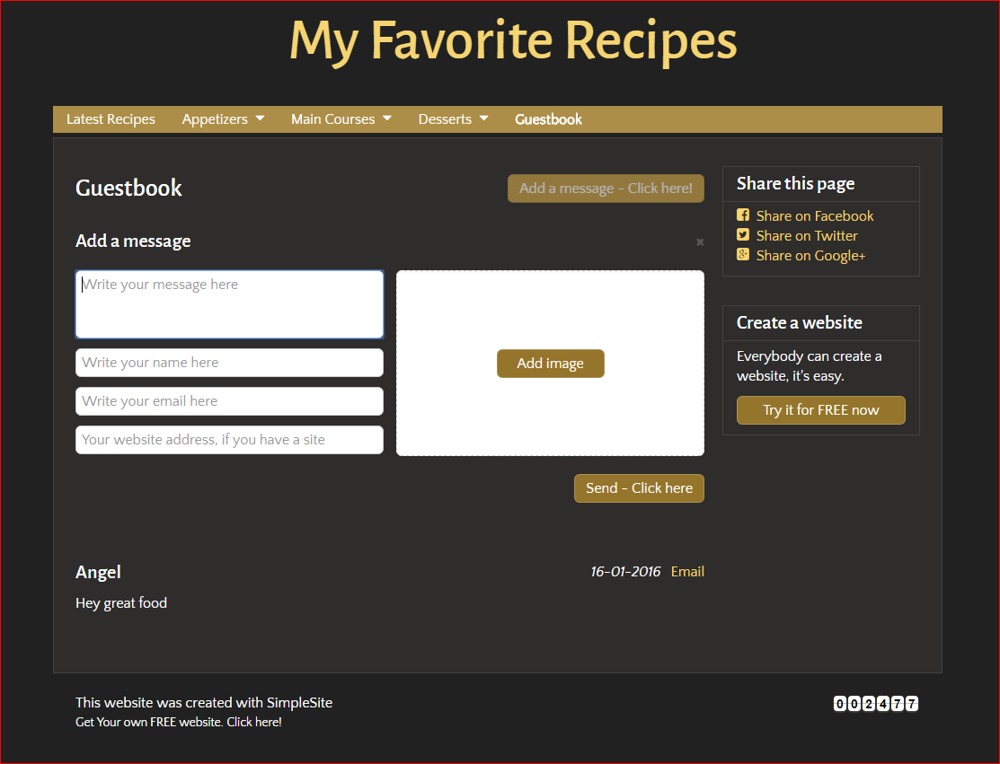 My Favorite Recipes
Latest Recipes Appetizers Main Courses Desserts Guestbook
Guestbook
Add a message - Click here!
Add a message
×
Write your message here
Write your name here
Write your email here
Your website address, if you have a site
Add image
Send - Click here
Angel
16-01-2016 Email
Hey great food
Share this page
Share on Facebook
Share on Twitter
Share on Google+
Create a website
Everybody can create a
website, it's easy.
Try it for FREE now
This website was created with SimpleSite
Get Your own FREE website. Click here!
002477